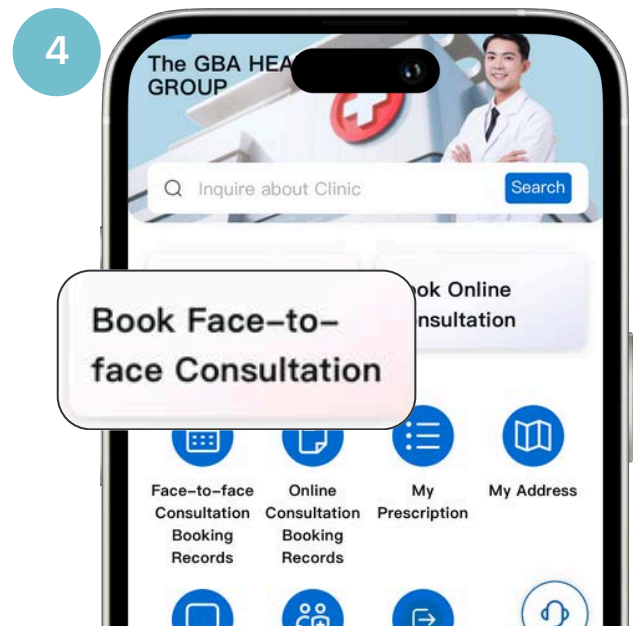 4
The GBA HEA
GROUP
Inquire about Clinic
Search
Book Face-to-
face Consultation
ok Online
nsultation
Face-to-face
Consultation
Booking
Records
Online
Consultation
Booking
Records
My
Prescription
My Address